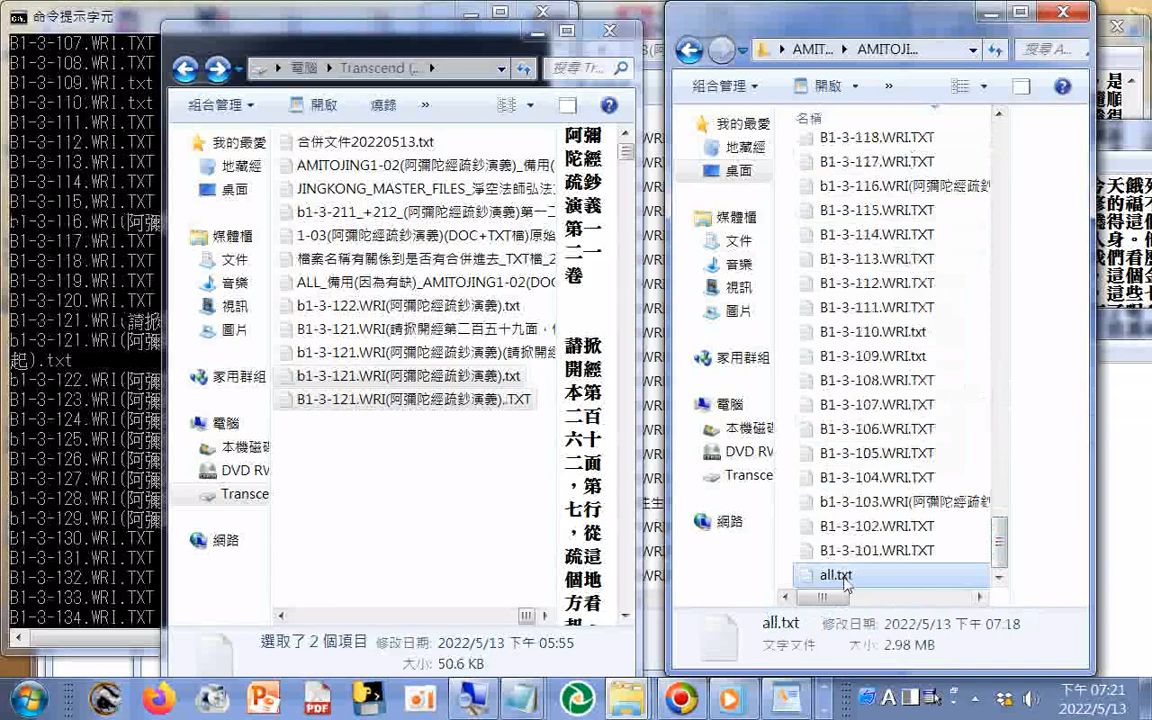 命令提示字元
B1-3-107.WRI.TXT
B1-3-108.WRI.TXT
B1-3-109.WRI.txt
B1-3-110.WRI.txt
B1-3-111.WRI.TXT
B1-3-112.WRI.TXT
B1-3-113.WRI.TXT
B1-3-114.WRI.TXT
B1-3-115.WRI.TXT
b1-3-116.WRI(阿彌
B1-3-117.WRI.TXT
B1-3-118.WRI.TXT
B1-3-119.WRI.TXT
B1-3-120.WRI.TXT
B1-3-121.WRI(請掀
b1-3-121.WRI(阿彌
起).txt
b1-3-122.WRI(阿彌
b1-3-123.WRI(阿彌
b1-3-124.WRI(阿彌
b1-3-125.WRI(阿彌
b1-3-126.WRI(阿彌
b1-3-127.WRI(阿彌
b1-3-128.WRI(阿彌
b1-3-129.WRI(阿彌
B1-3-130.WRI.TXT
B1-3-131.WRI.TXT
B1-3-132.WRI.TXT
B1-3-133.WRI.TXT
B1-3-134.WRI.TXT
電腦 Transcend (... 搜尋 Tr...
組合管理 開啟 燒錄 »
我的最愛
地藏經
桌面
媒體櫃
文件
音樂
視訊
圖片
家用群組
電腦
本機磁碟
DVD RW
Transce
網路
合併文件20220513.txt
AMITOJING1-02(阿彌陀經疏鈔演義)_備用(
JINGKONG_MASTER_FILES_淨空法師弘法
b1-3-211_+212_(阿彌陀經疏鈔演義)第一二
1-03(阿彌陀經疏鈔演義)(DOC+TXT檔)原始
檔案名稱有關係到是否有合併進去_TXT檔_2
ALL_備用(因為有缺)_AMITOJING1-02(阿彌
b1-3-122.WRI(阿彌陀經疏鈔演義).txt
B1-3-121.WRI(請掀開經第二百五十九面，
b1-3-121.WRI(阿彌陀經疏鈔演義)(請掀開經
b1-3-121.WRI(阿彌陀經疏鈔演義).txt
B1-3-121.WRI(阿彌陀經疏鈔演義)..TXT
阿彌
陀經
疏鈔
演義
第一
二一
卷
請掀
開經
本第
二百
六十
二面
，第
七行
，從
疏這
個地
方看
選取了 2 個項目 修改日期: 2022/5/13 下午 05:55
大小: 50.6 KB
AMIT... AMITOJI... 搜尋 A...
組合管理 開啟 »
我的最愛
地藏經
桌面
媒體櫃
文件
音樂
視訊
圖片
家用群組
電腦
本機磁碟
DVD RW
Transce
網路
名稱
B1-3-118.WRI.TXT
B1-3-117.WRI.TXT
b1-3-116.WRI(阿彌陀經疏鈔
B1-3-115.WRI.TXT
B1-3-114.WRI.TXT
B1-3-113.WRI.TXT
B1-3-112.WRI.TXT
B1-3-111.WRI.TXT
B1-3-110.WRI.txt
B1-3-109.WRI.txt
B1-3-108.WRI.TXT
B1-3-107.WRI.TXT
B1-3-106.WRI.TXT
B1-3-105.WRI.TXT
B1-3-104.WRI.TXT
b1-3-103.WRI(阿彌陀經疏鈔
B1-3-102.WRI.TXT
B1-3-101.WRI.TXT
all.txt
all.txt 修改日期: 2022/5/13 下午 07:18
文字文件 大小: 2.98 MB
下午 07:21
2022/5/13